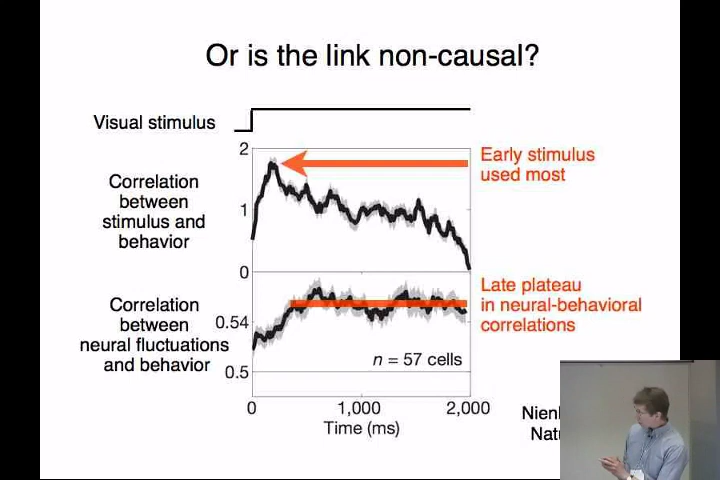 Or is the link non-causal?
Visual stimulus
2
Early stimulus
used most
Correlation
between
stimulus and
behavior
1
0
Late plateau
in neural-behavioral
correlations
Correlation
between
neural fluctuations
and behavior
0.54
n = 57 cells
0.5
0
1,000
2,000
Time (ms)